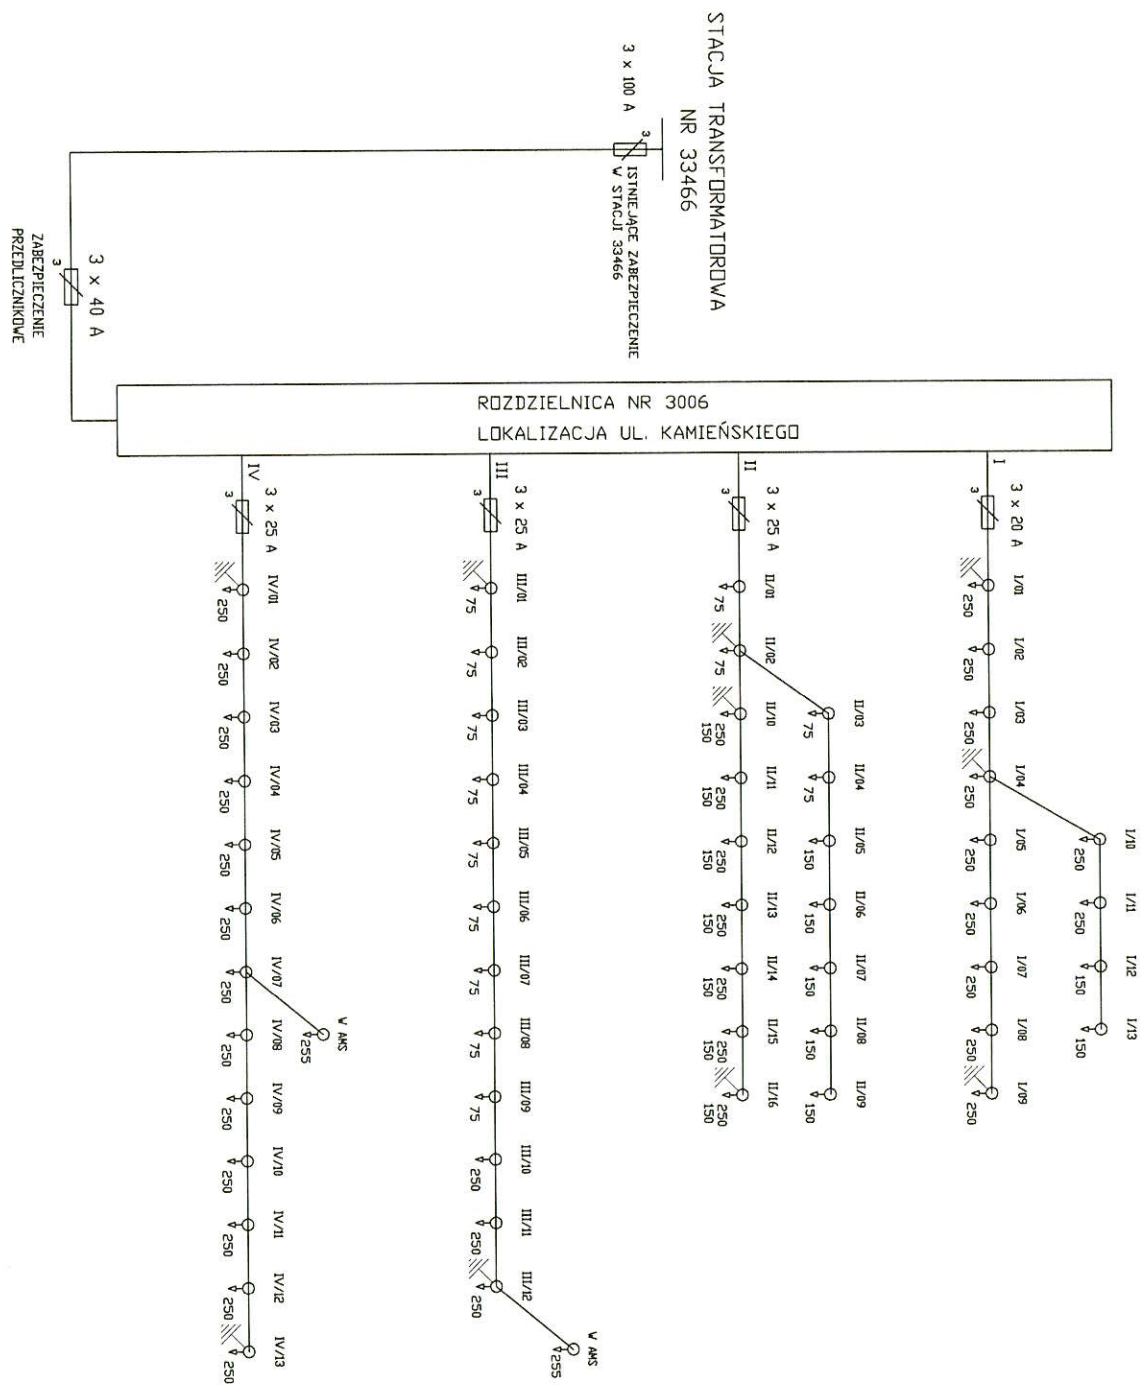 STACJA TRANSFORMATOROWA
NR 33466
3 x 100 A
3
ISTNIEJĄCE ZABEZPIECZENIE
W STACJI 33466
3 x 40 A
3
ZABEZPIECZENIE
PRZEDLICZNIKOWE
ROZDZIELNICA NR 3006
LOKALIZACJA UL. KAMIEŃSKIEGO
I
3 x 20 A
3
I/01
250
I/02
250
I/03
250
I/04
250
I/05
250
I/06
250
I/07
250
I/08
250
I/09
250
I/10
250
I/11
250
I/12
150
I/13
150
II
3 x 25 A
3
II/01
75
II/02
75
II/03
75
II/04
75
II/05
150
II/06
150
II/07
150
II/08
150
II/09
150
II/10
250
150
II/11
250
150
II/12
250
150
II/13
250
150
II/14
250
150
II/15
250
150
II/16
250
150
III
3 x 25 A
3
III/01
75
III/02
75
III/03
75
III/04
75
III/05
75
III/06
75
III/07
75
III/08
75
III/09
75
III/10
250
III/11
250
III/12
250
W AMS
255
IV
3 x 25 A
3
IV/01
250
IV/02
250
IV/03
250
IV/04
250
IV/05
250
IV/06
250
IV/07
250
W AMS
255
IV/08
250
IV/09
250
IV/10
250
IV/11
250
IV/12
250
IV/13
250